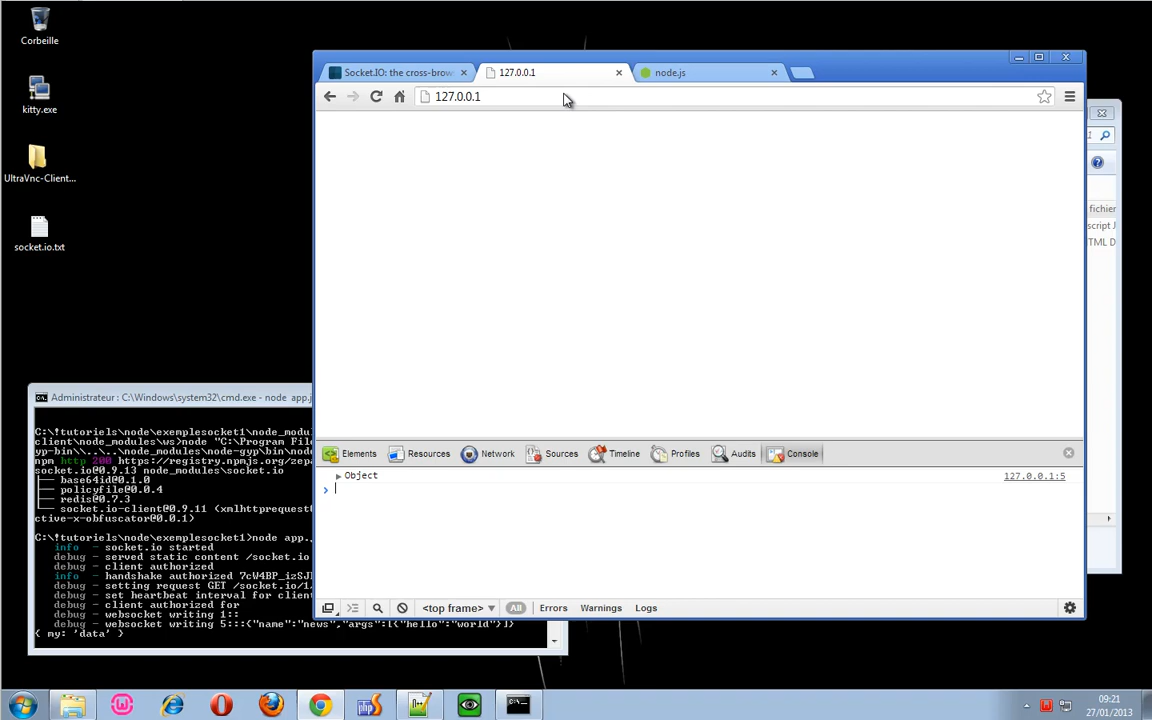 Corbeille
kitty.exe
UltraVnc-Client...
socket.io.txt
Socket.IO: the cross-brow
127.0.0.1
node.js
127.0.0.1
fichier
script J
HTML D
Elements
Resources
Network
Sources
Timeline
Profiles
Audits
Console
Object
127.0.0.1:5
<top frame>
All
Errors
Warnings
Logs
Administrateur : C:\Windows\system32\cmd.exe - node app.j
C:\!tutoriels\node\exemplesocket1\node_modul
client\node_modules\ws>node "C:\Program File
yp-bin\\..\..\node_modules\node-gyp\bin\node
npm http 200 https://registry.npmjs.org/zepa
socket.io@0.9.13 node_modules\socket.io
├── base64id@0.1.0
├── policyfile@0.0.4
├── redis@0.7.3
└── socket.io-client@0.9.11 (xmlhttprequest@
ctive-x-obfuscator@0.0.1)
C:\!tutoriels\node\exemplesocket1>node app.
info - socket.io started
debug - served static content /socket.io
debug - client authorized
info - handshake authorized 7cW4BP_izSJ
debug - setting request GET /socket.io/1
debug - set heartbeat interval for client
debug - client authorized for
debug - websocket writing 1::
debug - websocket writing 5:::{"name":"news","args":[{"hello":"world"}]}
{ my: 'data' }
09:21
27/01/2013